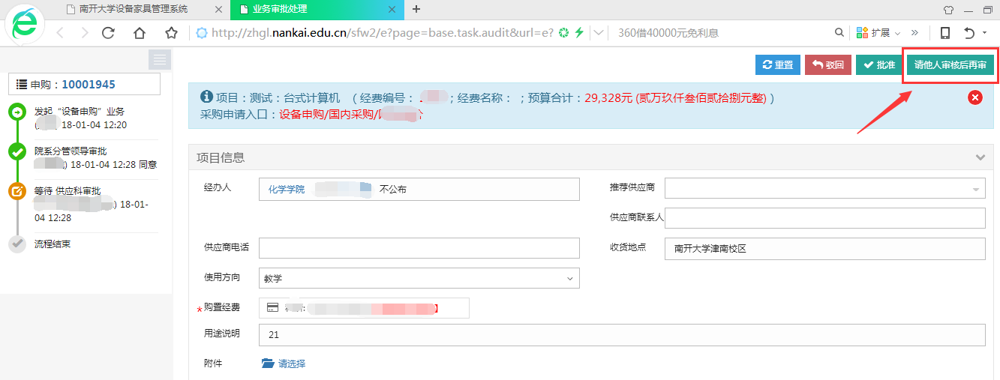 南开大学设备家具管理系统
业务审批处理
http://zhgl.nankai.edu.cn/sfw2/e?page=base.task.audit&url=e?
360借40000元免利息
扩展
重置
驳回
批准
请他人审核后再审
申购：10001945
发起“设备申购”业务
18-01-04 12:20
院系分管领导审批
) 18-01-04 12:28 同意
等待 供应科审批
) 18-01-
04 12:28
流程结束
项目：测试：台式计算机 （ 经费编号： ；经费名称： ；预算合计：29,328元 (贰万玖仟叁佰贰拾捌元整) ）
采购申请入口：设备申购/国内采购/
项目信息
经办人
化学学院 不公布
推荐供应商
供应商联系人
供应商电话
收货地点
南开大学津南校区
使用方向
教学
*购置经费
用途说明
21
附件
请选择